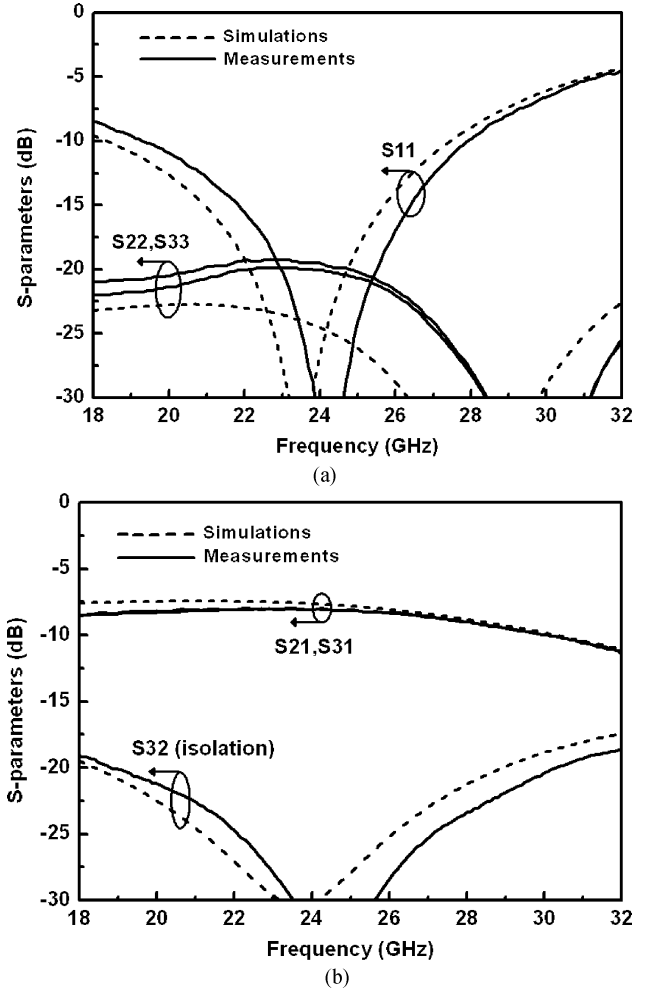 0
-5
-10
-15
-20
-25
-30
S-parameters (dB)
Simulations
Measurements
S11
S22,S33
18 20 22 24 26 28 30 32
Frequency (GHz)
(a)
0
-5
-10
-15
-20
-25
-30
S-parameters (dB)
Simulations
Measurements
S21,S31
S32 (isolation)
18 20 22 24 26 28 30 32
Frequency (GHz)
(b)